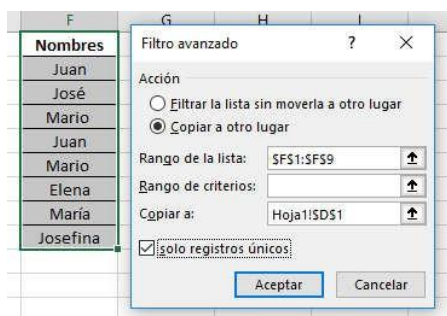 F G H I
Nombres
Juan
José
Mario
Juan
Mario
Elena
María
Josefina
Filtro avanzado ? ×
Acción
Filtrar la lista sin moverla a otro lugar
Copiar a otro lugar
Rango de la lista: $F$1:$F$9
Rango de criterios:
Copiar a: Hoja1!$D$1
solo registros únicos
Aceptar Cancelar